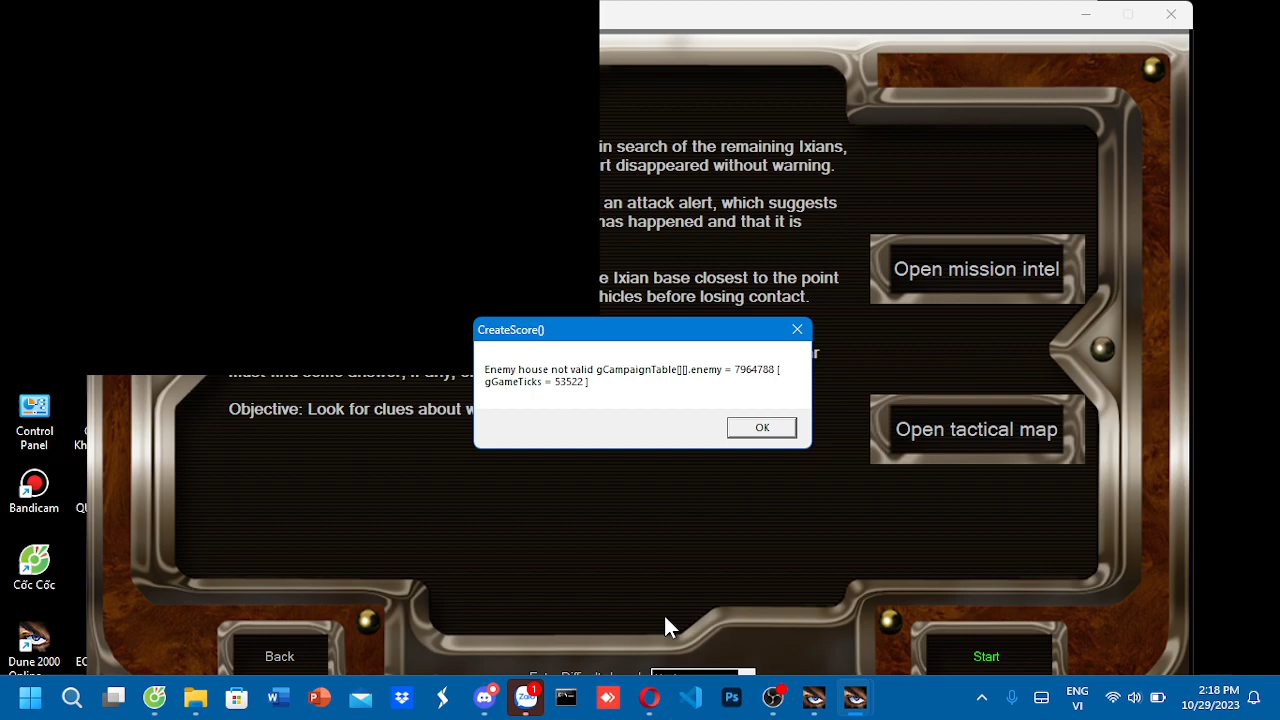 in search of the remaining Ixians,
rt disappeared without warning.
an attack alert, which suggests
has happened and that it is
e Ixian base closest to the point
hicles before losing contact.
Objective: Look for clues about w
Open mission intel
Open tactical map
CreateScore()
Enemy house not valid gCampaignTable[][].enemy = 7964788 [
gGameTicks = 53522 ]
OK
Back
Start
Control
Panel
Bandicam
Cốc Cốc
Dune 2000
ENG
VI
2:18 PM
10/29/2023
Zalo
1
Ps